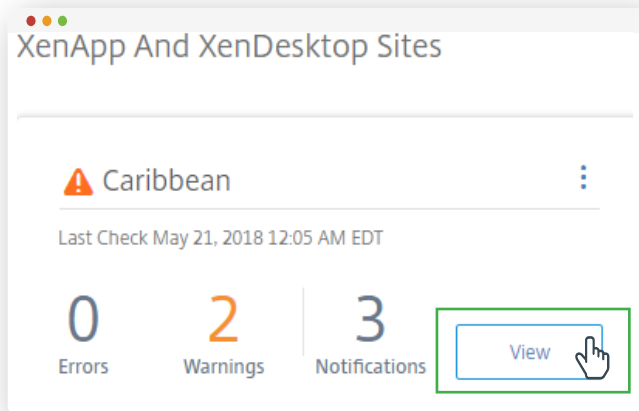 XenApp And XenDesktop Sites
Caribbean
Last Check May 21, 2018 12:05 AM EDT
0 2 3
Errors Warnings Notifications View